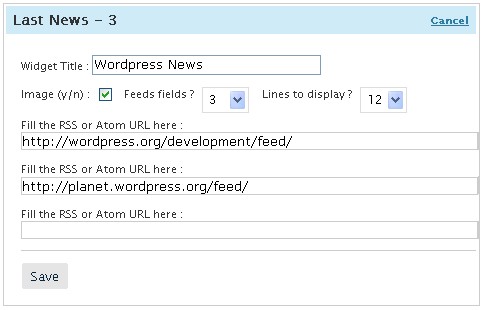 Last News – 3 Cancel
Widget Title : Wordpress News
Image (y/n) : Feeds fields ? 3 Lines to display ? 12
Fill the RSS or Atom URL here :
http://wordpress.org/development/feed/
Fill the RSS or Atom URL here :
http://planet.wordpress.org/feed/
Fill the RSS or Atom URL here :
Save